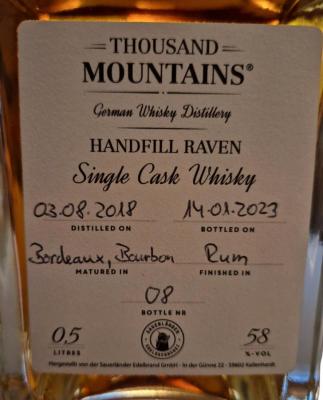 THOUSAND
MOUNTAINS®
German Whisky Distillery
HANDFILL RAVEN
Single Cask Whisky
03.08.2018 14.01.2023
DISTILLED ON BOTTLED ON
Bordeaux, Bourbon Rum
MATURED IN FINISHED IN
08
BOTTLE NR
0,5 58
LITRES %-VOL
SAUERLÄNDER
EDELBRENNEREI
Hergestellt von der Sauerländer Edelbrand GmbH - In der Günne 22 - 59602 Kallenhardt